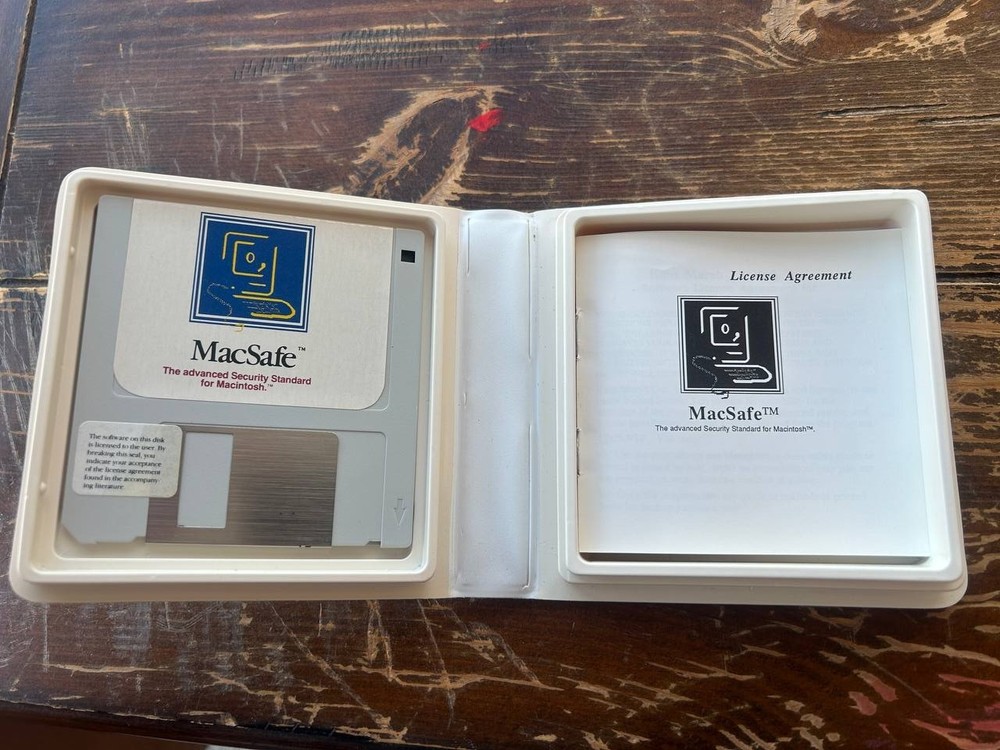 MacSafe™
The advanced Security Standard
for Macintosh.™
The software on this disk
is licensed to the user. By
breaking this seal, you
indicate your acceptance
of the license agreement
found in the accompany-
ing literature
License Agreement
MacSafe™
The advanced Security Standard for Macintosh™.